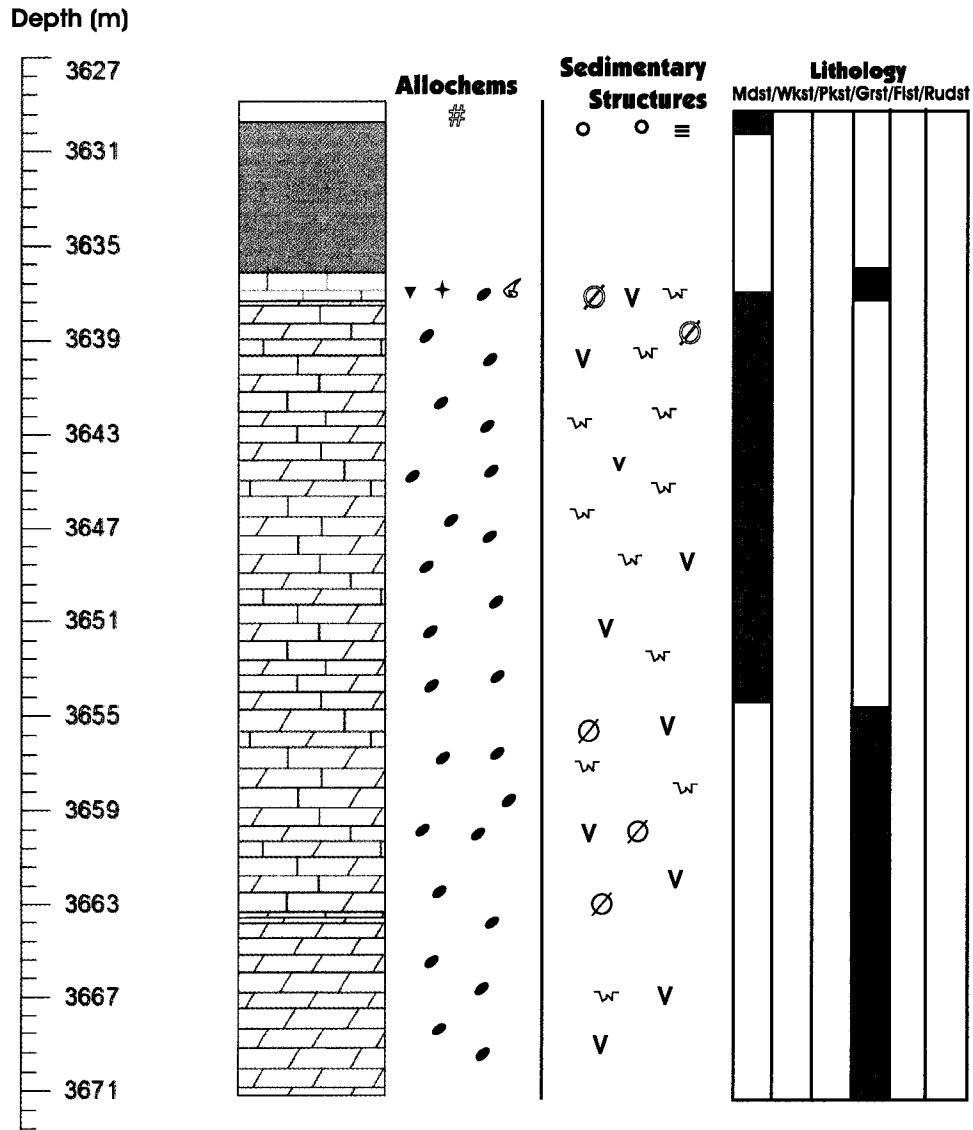 Depth (m)
Allochems
#
Sedimentary
Structures
Lithology
Mdst/Wkst/Pkst/Grst/Flst/Rudst
3627
3631
3635
3639
3643
3647
3651
3655
3659
3663
3667
3671